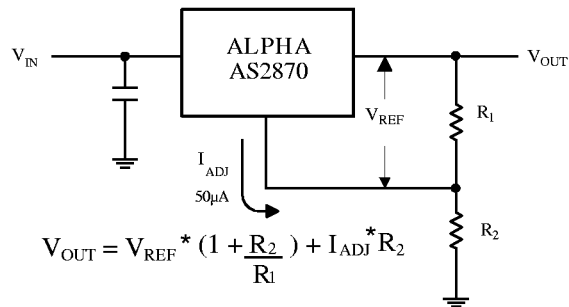 ALPHA
AS2870
V_IN
V_OUT
V_REF
R_1
I_ADJ
50µA
R_2
V_OUT = V_REF * (1 + R_2/R_1) + I_ADJ * R_2